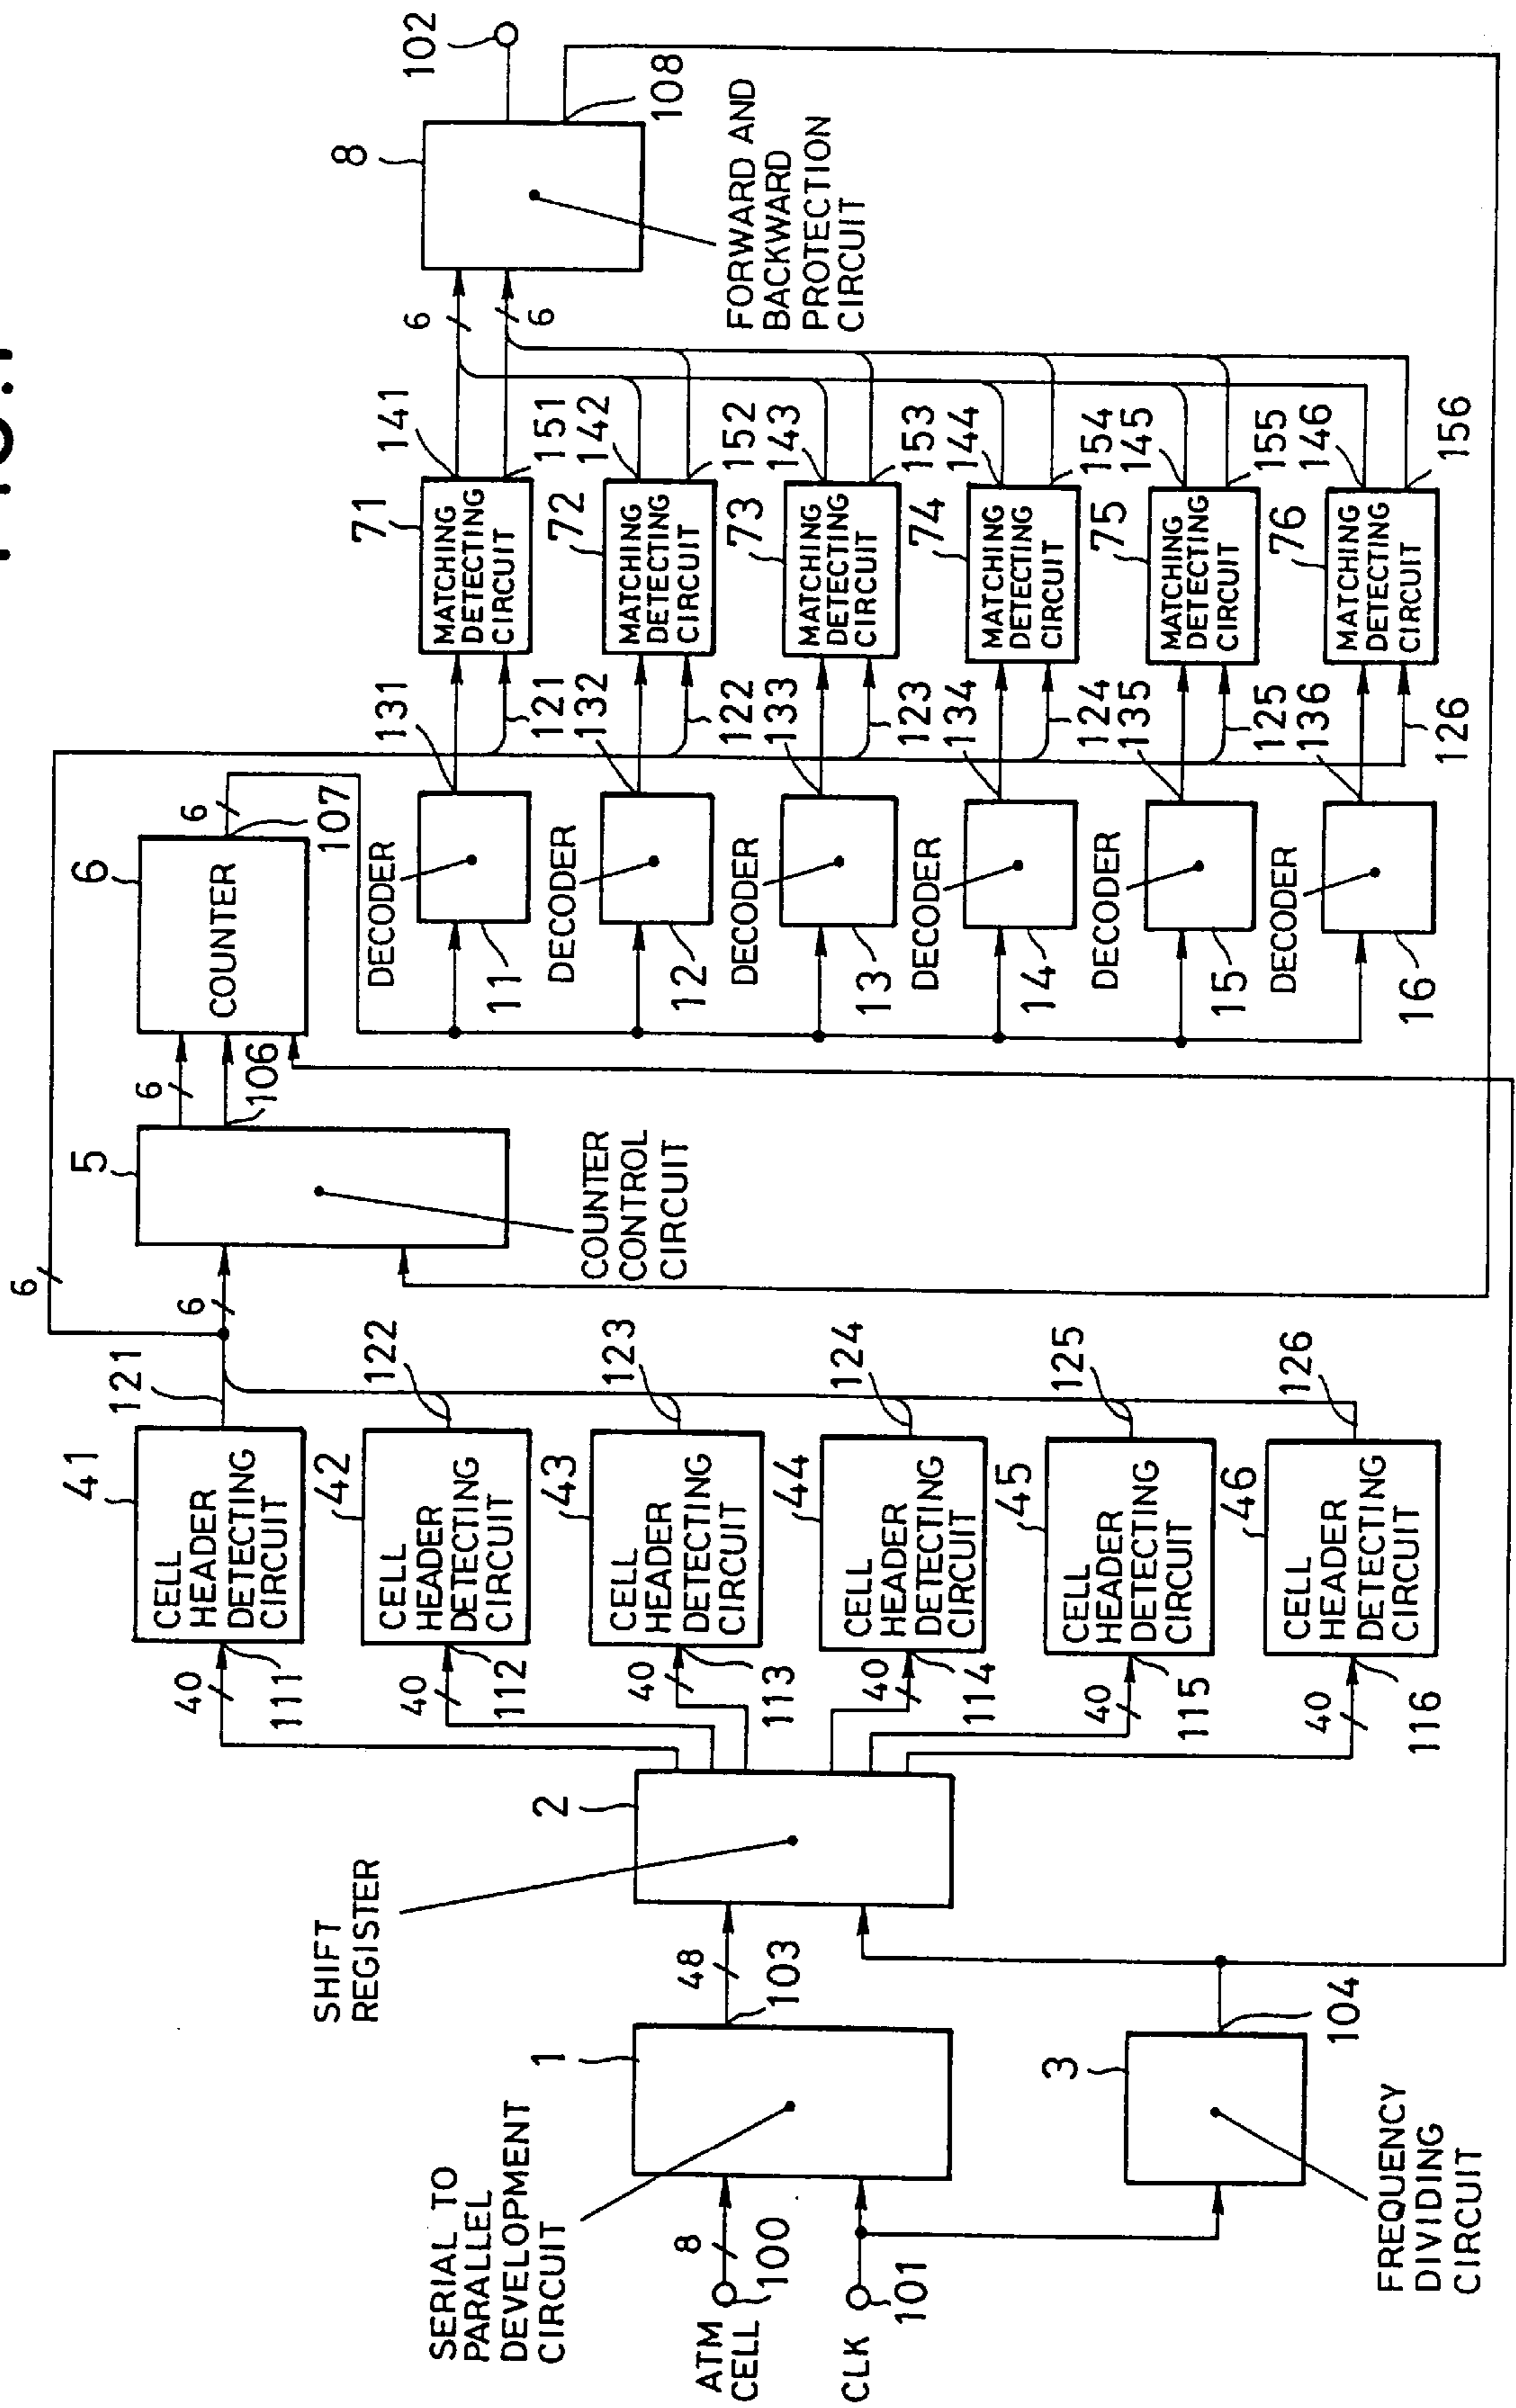 ATM
CELL
8
100
CLK
101
SERIAL TO
PARALLEL
DEVELOPMENT
CIRCUIT
1
48
103
FREQUENCY
DIVIDING
CIRCUIT
3
104
SHIFT
REGISTER
2
40
111
40
112
40
113
40
114
40
115
40
116
41
CELL
HEADER
DETECTING
CIRCUIT
121
42
CELL
HEADER
DETECTING
CIRCUIT
122
43
CELL
HEADER
DETECTING
CIRCUIT
123
44
CELL
HEADER
DETECTING
CIRCUIT
124
45
CELL
HEADER
DETECTING
CIRCUIT
125
46
CELL
HEADER
DETECTING
CIRCUIT
126
6
6
5
COUNTER
CONTROL
CIRCUIT
6
106
6
COUNTER
6
107
DECODER
11
131
DECODER
12
132
DECODER
13
133
DECODER
14
134
DECODER
15
135
DECODER
16
136
121
122
123
124
125
126
71
MATCHING
DETECTING
CIRCUIT
141
151
72
MATCHING
DETECTING
CIRCUIT
142
152
73
MATCHING
DETECTING
CIRCUIT
143
153
74
MATCHING
DETECTING
CIRCUIT
144
154
75
MATCHING
DETECTING
CIRCUIT
145
155
76
MATCHING
DETECTING
CIRCUIT
146
156
6
6
8
FORWARD AND
BACKWARD
PROTECTION
CIRCUIT
108
102